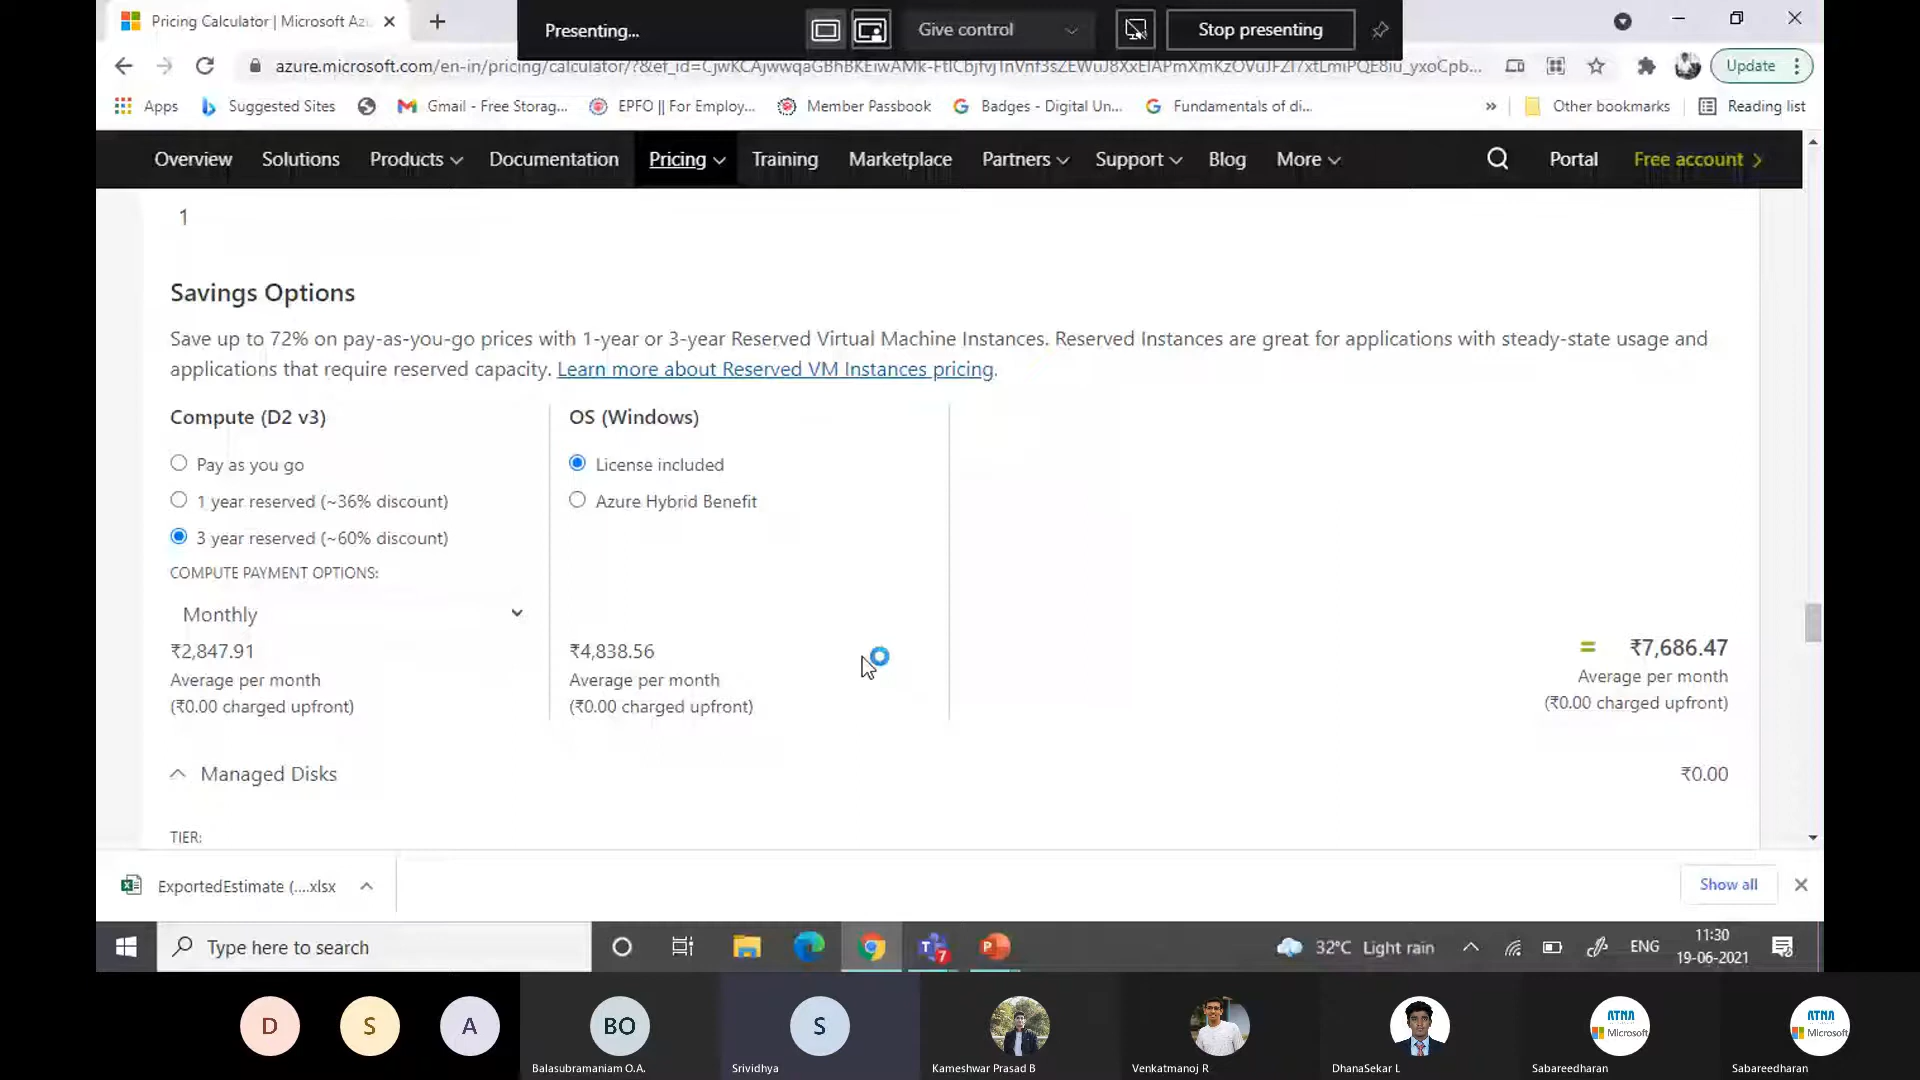 Pricing Calculator | Microsoft Az
Presenting...
Give control
Stop presenting
Update
Apps
Suggested Sites
Gmail - Free Storag...
EPFO || For Employ...
Member Passbook
Badges - Digital Un...
Fundamentals of di...
»
Other bookmarks
Reading list
Overview
Solutions
Products
Documentation
Pricing
Training
Marketplace
Partners
Support
Blog
More
Portal
Free account
1
Savings Options
Save up to 72% on pay-as-you-go prices with 1-year or 3-year Reserved Virtual Machine Instances. Reserved Instances are great for applications with steady-state usage and
applications that require reserved capacity. Learn more about Reserved VM Instances pricing.
Compute (D2 v3)
OS (Windows)
Pay as you go
License included
1 year reserved (~36% discount)
Azure Hybrid Benefit
3 year reserved (~60% discount)
COMPUTE PAYMENT OPTIONS:
Monthly
₹2,847.91
₹4,838.56
= ₹7,686.47
Average per month
Average per month
Average per month
(₹0.00 charged upfront)
(₹0.00 charged upfront)
(₹0.00 charged upfront)
Managed Disks
₹0.00
TIER:
ExportedEstimate (....xlsx
Show all
Type here to search
7
32°C Light rain
ENG
11:30
19-06-2021
D
S
A
BO
S
ATNA
Microsoft
ATNA
Microsoft
Balasubramaniam O.A.
Srividhya
Kameshwar Prasad B
Venkatmanoj R
DhanaSekar L
Sabareedharan
Sabareedharan